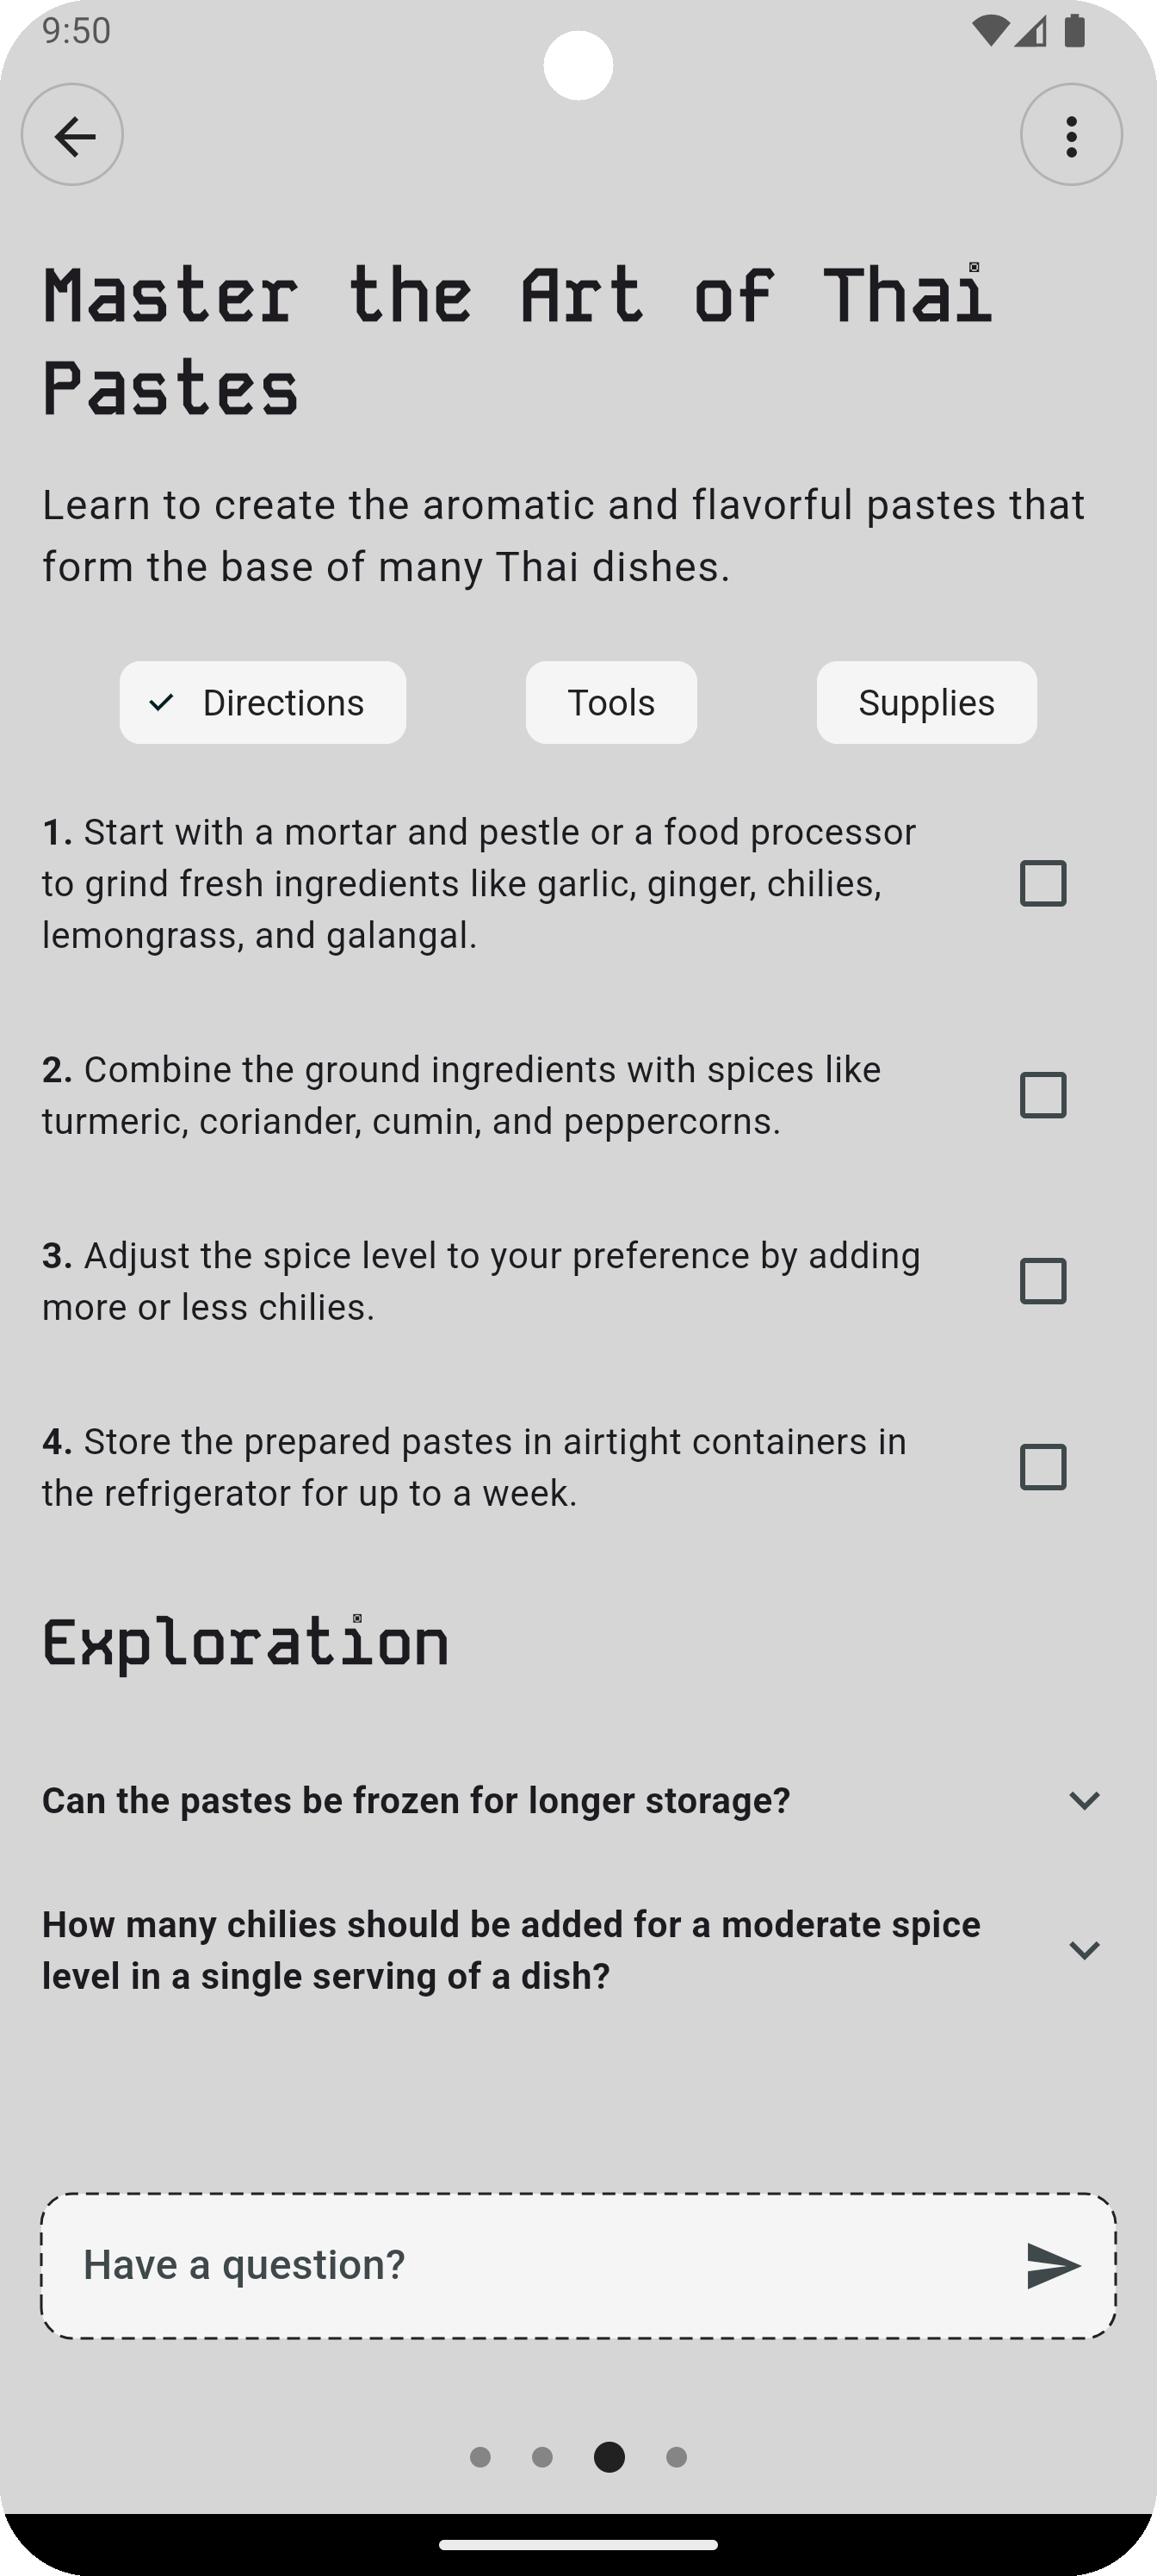 9:50
Master the Art of Thai
Pastes
Learn to create the aromatic and flavorful pastes that
form the base of many Thai dishes.
Directions
Tools
Supplies
1. Start with a mortar and pestle or a food processor
to grind fresh ingredients like garlic, ginger, chilies,
lemongrass, and galangal.
2. Combine the ground ingredients with spices like
turmeric, coriander, cumin, and peppercorns.
3. Adjust the spice level to your preference by adding
more or less chilies.
4. Store the prepared pastes in airtight containers in
the refrigerator for up to a week.
Exploration
Can the pastes be frozen for longer storage?
How many chilies should be added for a moderate spice
level in a single serving of a dish?
Have a question?